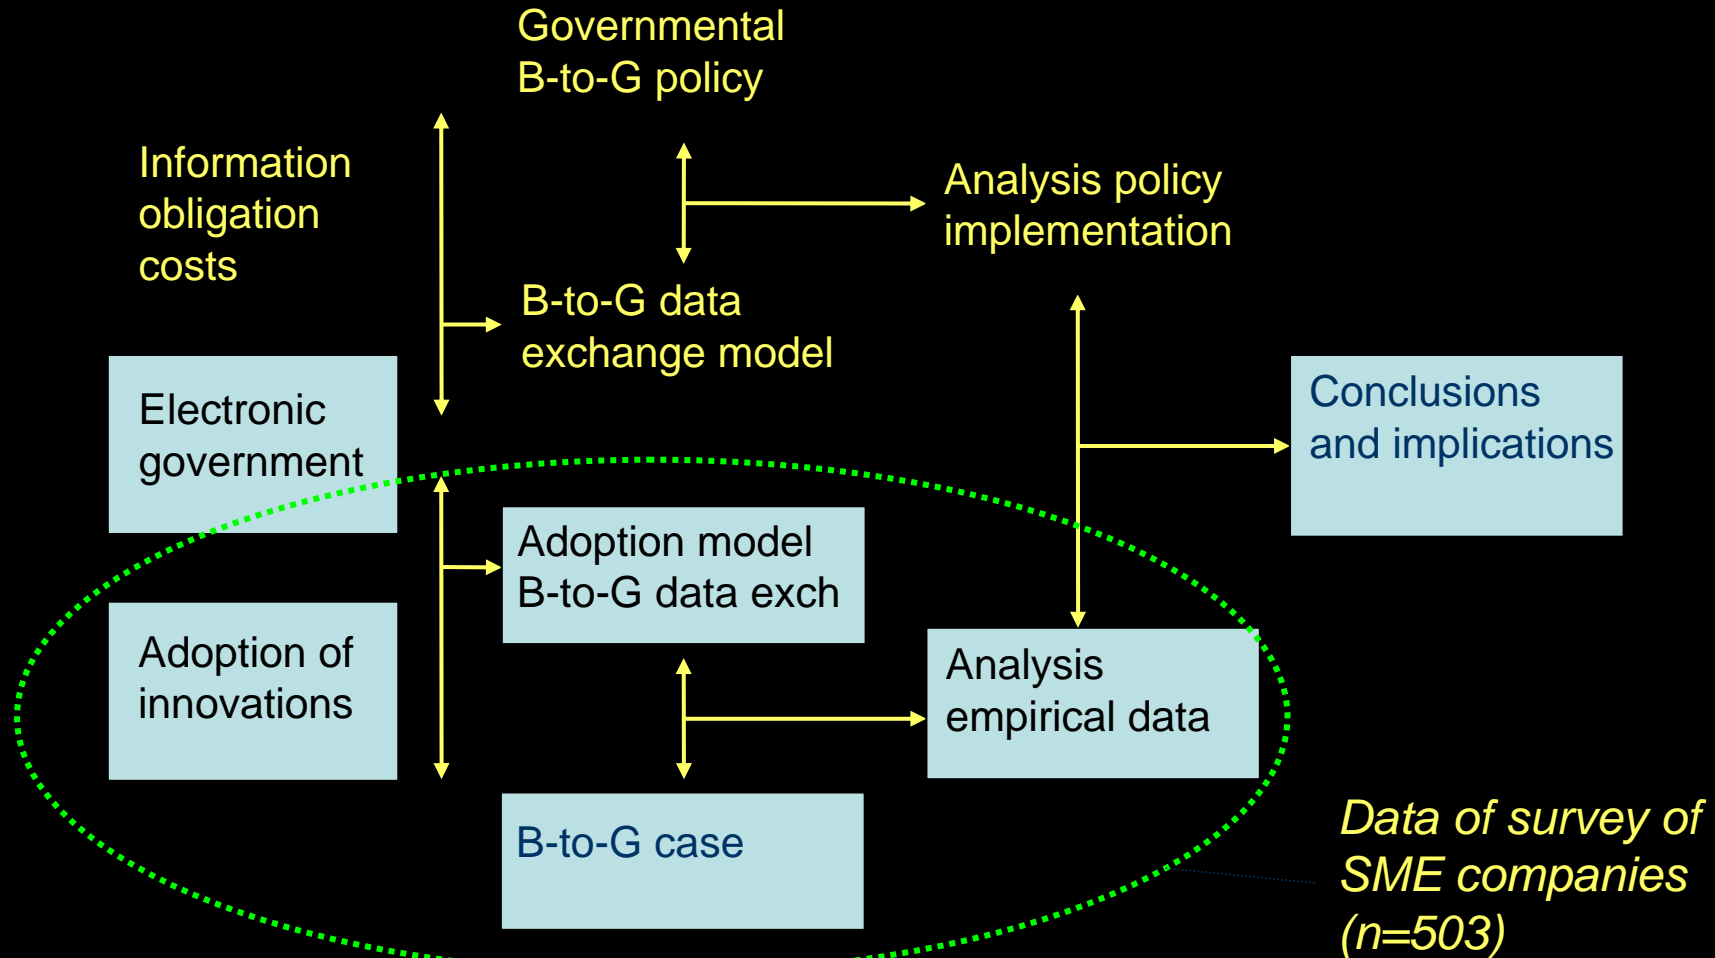 Governmental
B-to-G policy
Information
obligation
costs
Analysis policy
implementation
B-to-G data
exchange model
Electronic
government
Conclusions
and implications
Adoption model
B-to-G data exch
Adoption of
innovations
Analysis
empirical data
B-to-G case
Data of survey of
SME companies
(n=503)